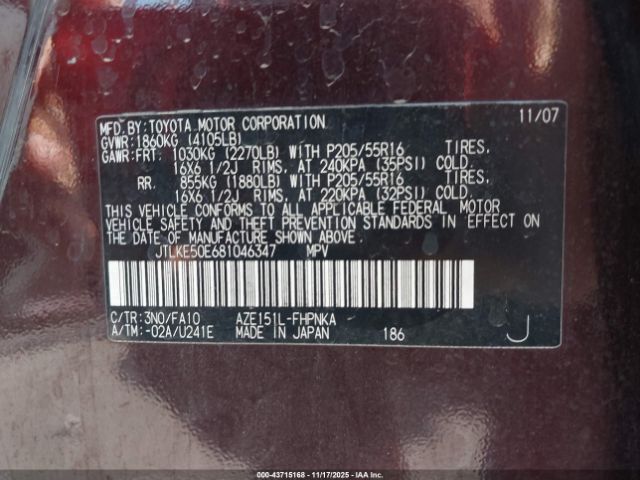 MFD.BY:TOYOTA MOTOR CORPORATION 11/07
GVWR:1860KG (4105LB)
GAWR:FRT. 1030KG (2270LB) WITH P205/55R16 TIRES,
16X6 1/2J RIMS, AT 240KPA (35PSI) COLD.
RR. 855KG (1880LB) WITH P205/55R16 TIRES,
16X6 1/2J RIMS, AT 220KPA (32PSI) COLD.
THIS VEHICLE CONFORMS TO ALL APPLICABLE FEDERAL MOTOR
VEHICLE SAFETY AND THEFT PREVENTION STANDARDS IN EFFECT ON
THE DATE OF MANUFACTURE SHOWN ABOVE.
JTLKE50E681046347 MPV
C/TR:3N0/FA10 AZE151L-FHPNKA
A/TM:-02A/U241E MADE IN JAPAN 186 J
000-43715168 - 11/17/2025 - IAAI.COM